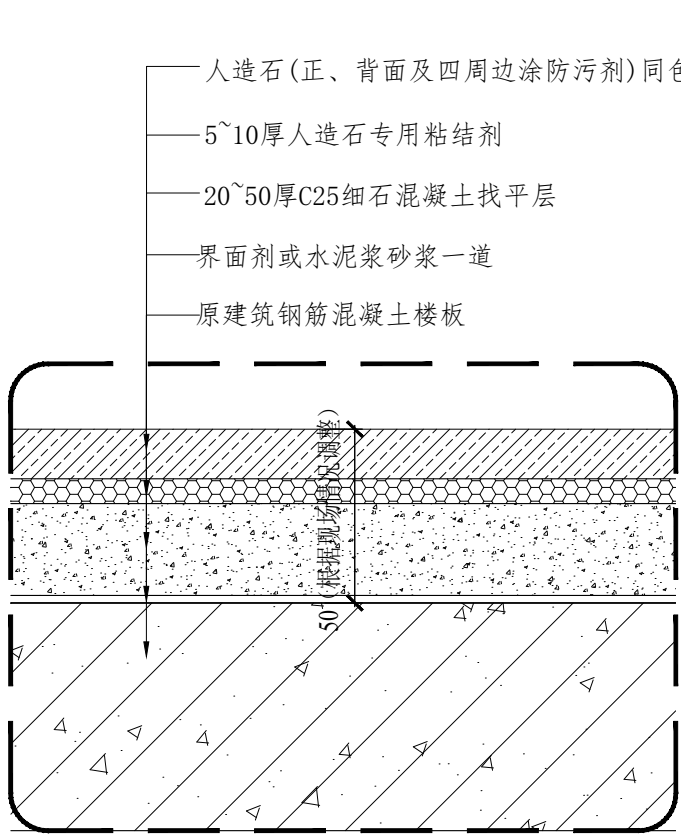 人造石(正、背面及四周边涂防污剂)同色
5~10厚人造石专用粘结剂
20~50厚C25细石混凝土找平层
界面剂或水泥浆砂浆一道
原建筑钢筋混凝土楼板
(根据现场情况调整)